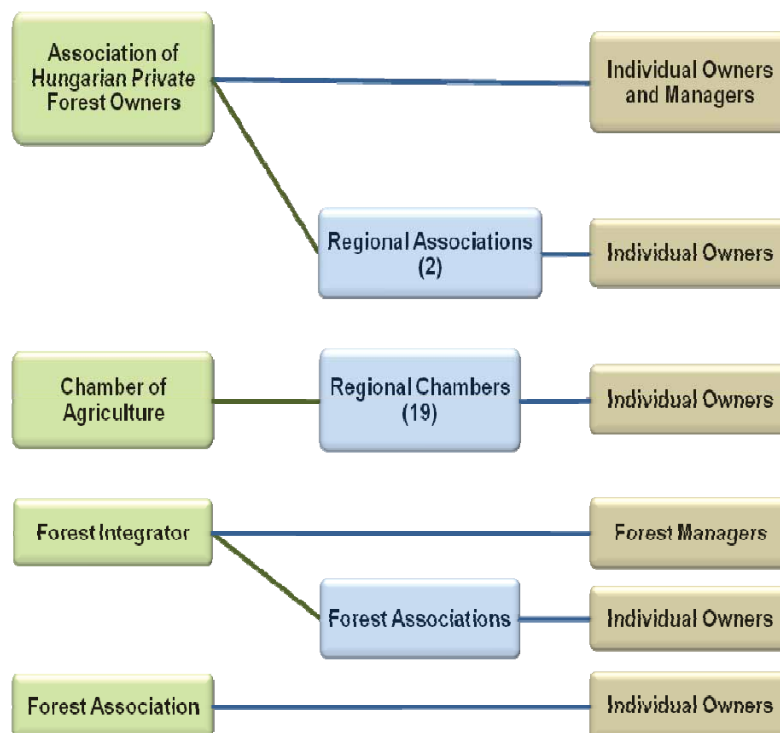 Association of
Hungarian Private
Forest Owners
Individual Owners
and Managers
Regional Associations
(2)
Individual Owners
Chamber of
Agriculture
Regional Chambers
(19)
Individual Owners
Forest Integrator
Forest Managers
Forest Associations
Individual Owners
Forest Association
Individual Owners